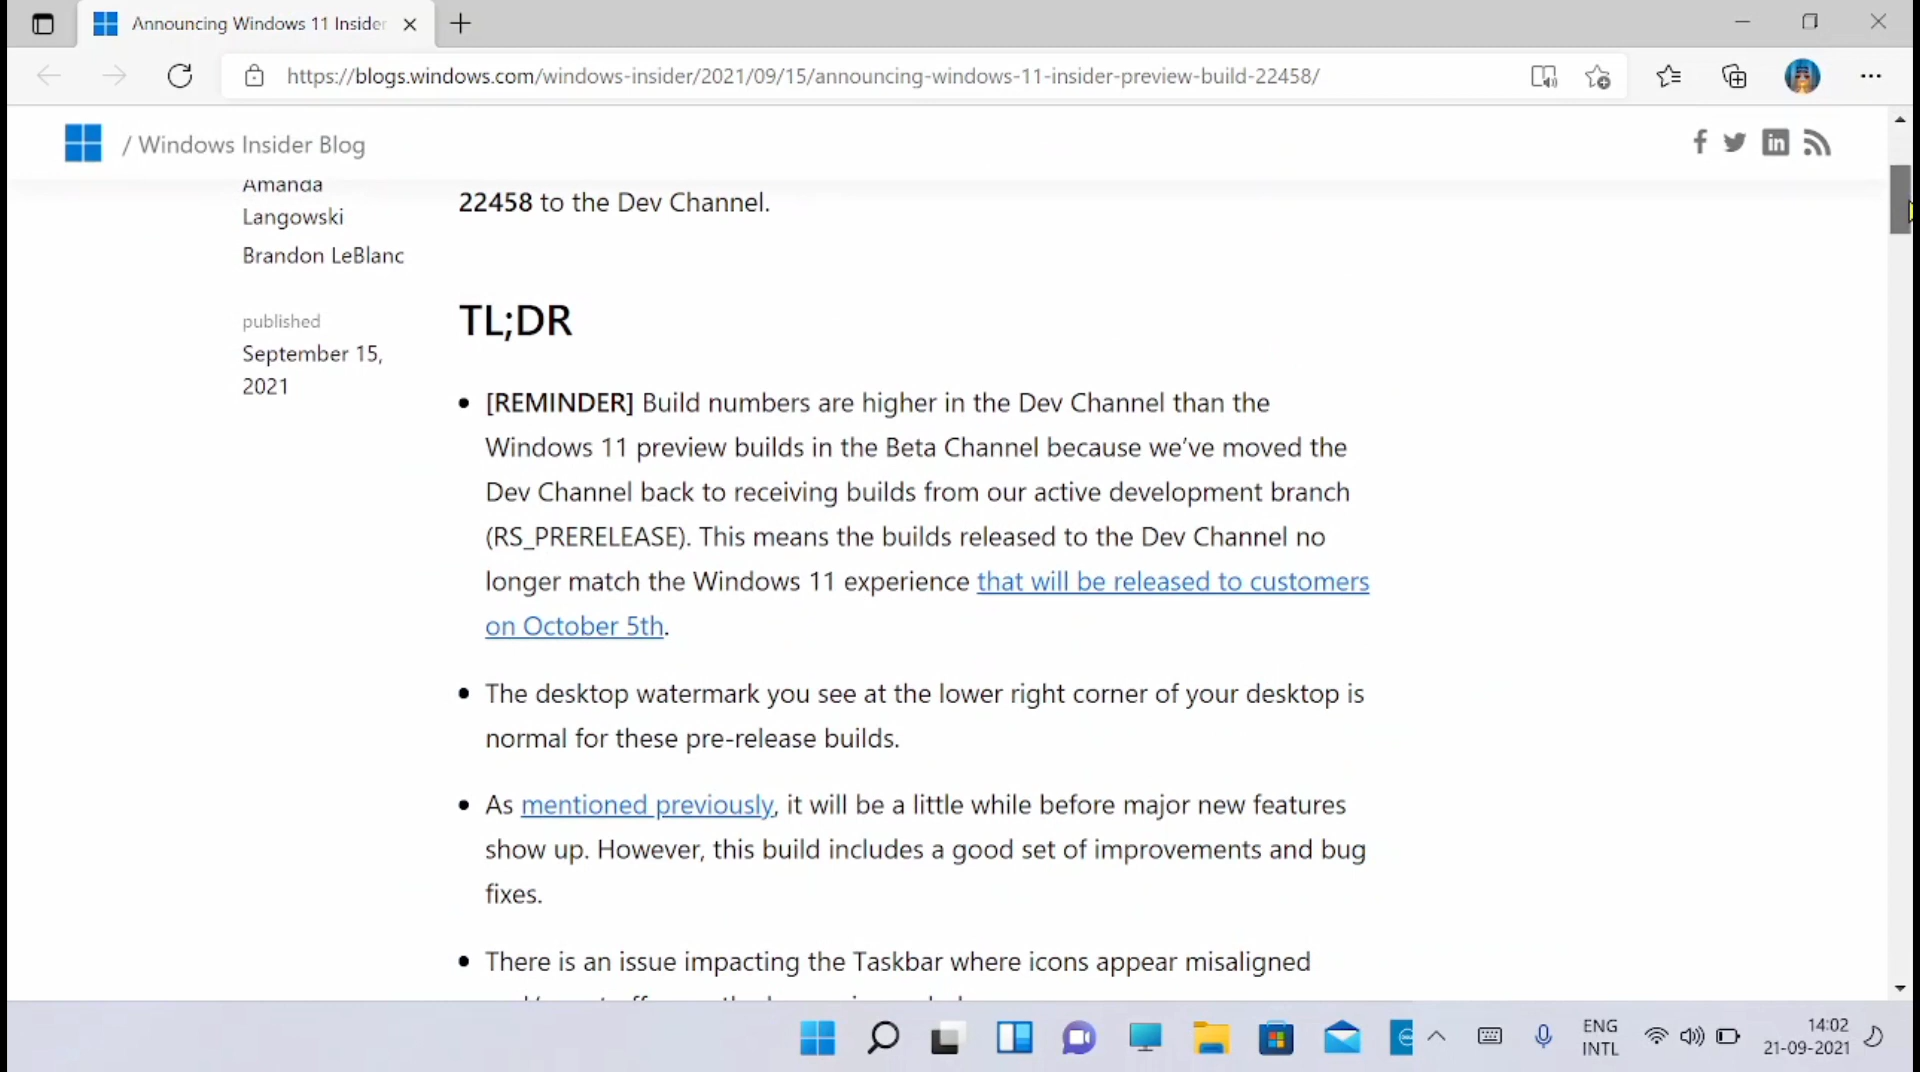 Announcing Windows 11 Insider
https://blogs.windows.com/windows-insider/2021/09/15/announcing-windows-11-insider-preview-build-22458/
/ Windows Insider Blog
Amanda
Langowski
Brandon LeBlanc
published
September 15,
2021
22458 to the Dev Channel.
TL;DR
[REMINDER] Build numbers are higher in the Dev Channel than the
Windows 11 preview builds in the Beta Channel because we’ve moved the
Dev Channel back to receiving builds from our active development branch
(RS_PRERELEASE). This means the builds released to the Dev Channel no
longer match the Windows 11 experience that will be released to customers
on October 5th.
The desktop watermark you see at the lower right corner of your desktop is
normal for these pre-release builds.
As mentioned previously, it will be a little while before major new features
show up. However, this build includes a good set of improvements and bug
fixes.
There is an issue impacting the Taskbar where icons appear misaligned
ENG
INTL
14:02
21-09-2021